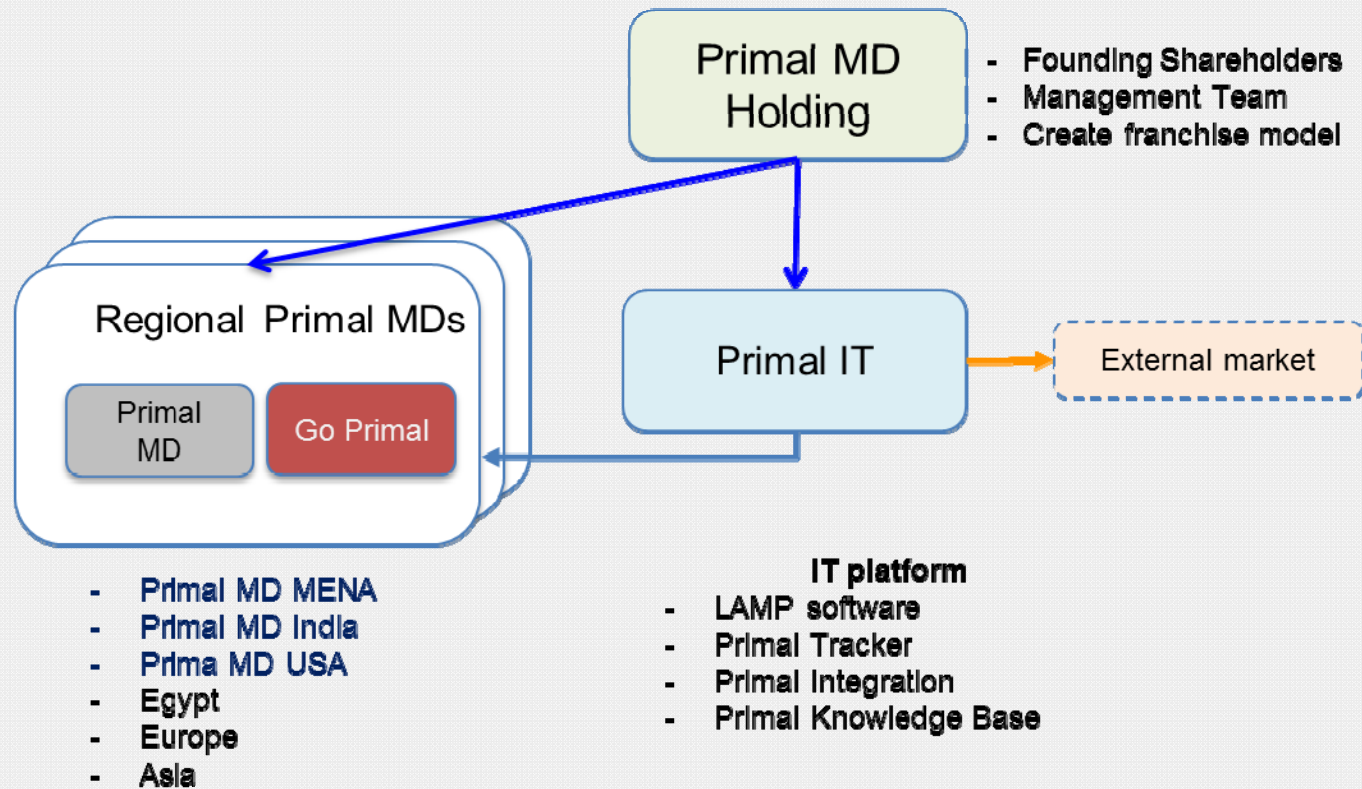 Primal MD
Holding
- Founding Shareholders
- Management Team
- Create franchise model
Regional Primal MDs
Primal
MD
Go Primal
Primal IT
External market
- Primal MD MENA
- Primal MD India
- Prima MD USA
- Egypt
- Europe
- Asia
IT platform
- LAMP software
- Primal Tracker
- Primal Integration
- Primal Knowledge Base